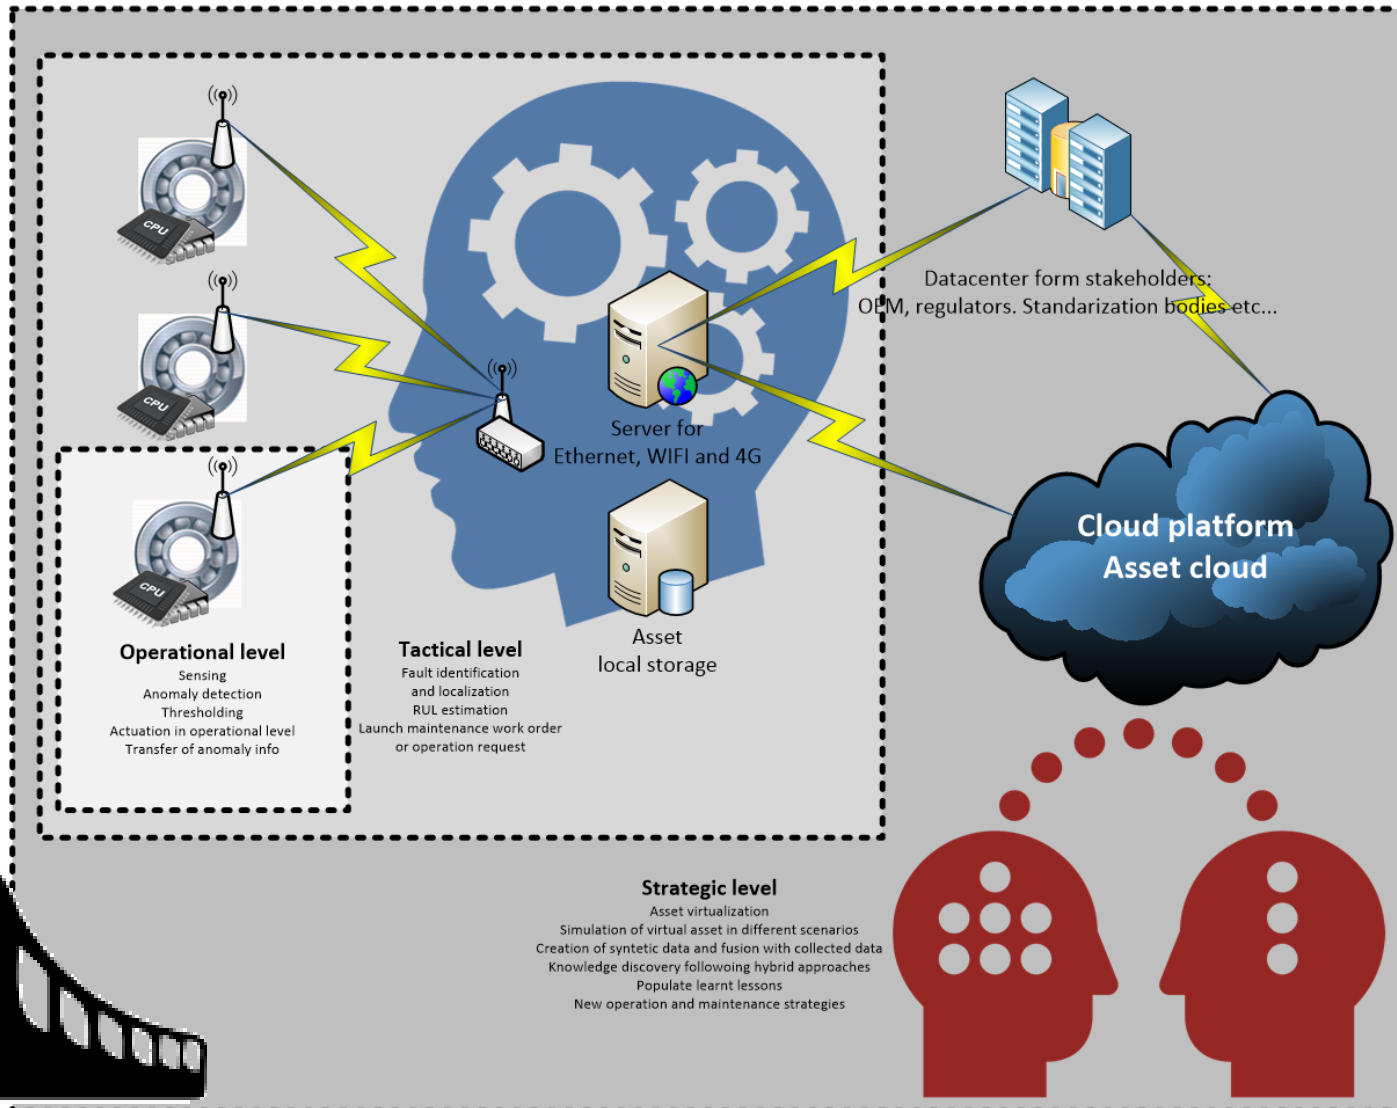 CPU
CPU
CPU
Datacenter form stakeholders:
OEM, regulators. Standarization bodies etc...
Server for
Ethernet, WIFI and 4G
Cloud platform
Asset cloud
Asset
local storage
Operational level
Sensing
Anomaly detection
Thresholding
Actuation in operational level
Transfer of anomaly info
Tactical level
Fault identification
and localization
RUL estimation
Launch maintenance work order
or operation request
Strategic level
Asset virtualization
Simulation of virtual asset in different scenarios
Creation of syntetic data and fusion with collected data
Knowledge discovery followoing hybrid approaches
Populate learnt lessons
New operation and maintenance strategies